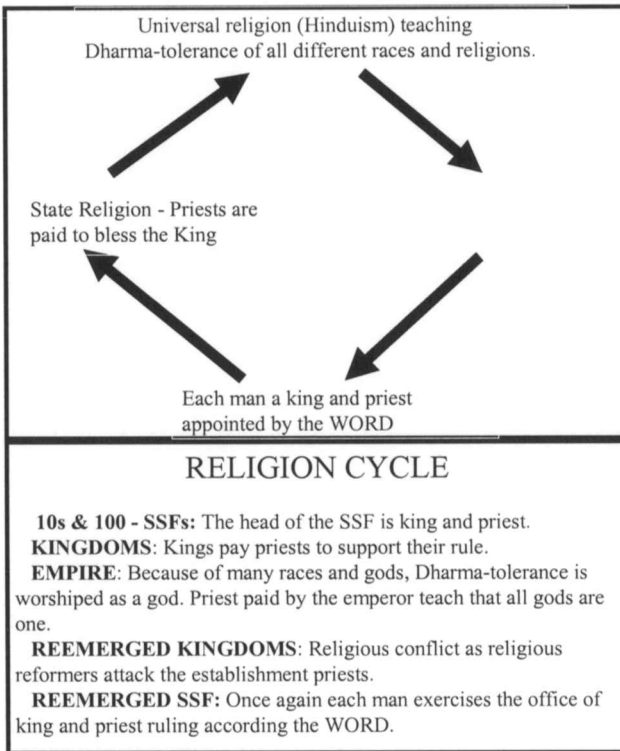 Universal religion (Hinduism) teaching
Dharma-tolerance of all different races and religions.
State Religion - Priests are
paid to bless the King
Each man a king and priest
appointed by the WORD
RELIGION CYCLE
10s & 100 - SSFs: The head of the SSF is king and priest.
KINGDOMS: Kings pay priests to support their rule.
EMPIRE: Because of many races and gods, Dharma-tolerance is
worshiped as a god. Priest paid by the emperor teach that all gods are
one.
REEMERGED KINGDOMS: Religious conflict as religious
reformers attack the establishment priests.
REEMERGED SSF: Once again each man exercises the office of
king and priest ruling according the WORD.